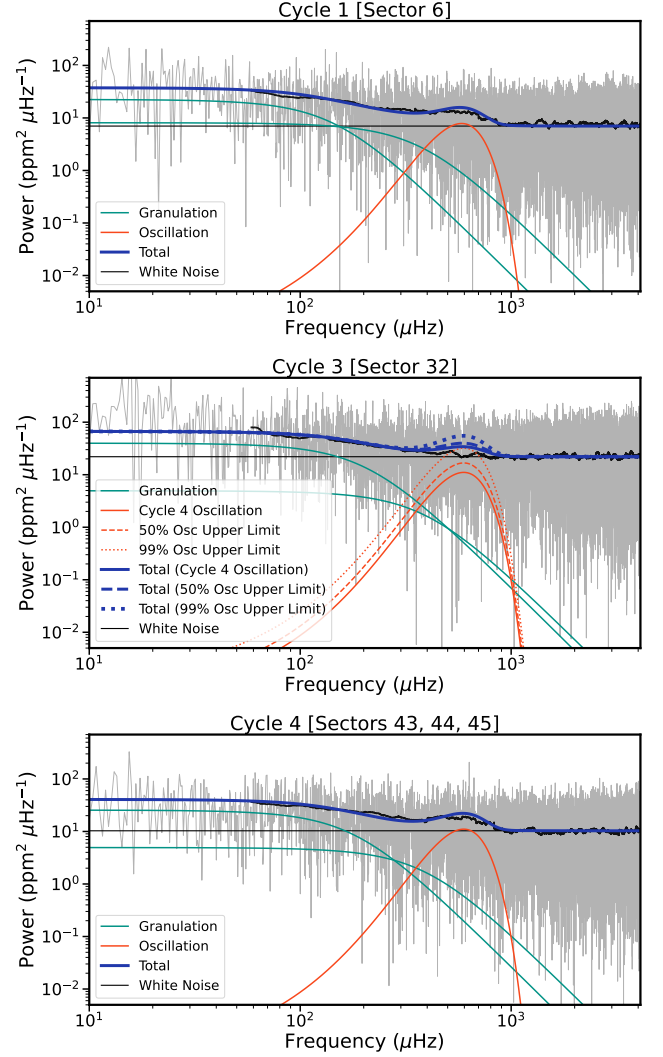 Cycle 1 [Sector 6]
Power (ppm² μHz⁻¹)
10²
10¹
10⁰
10⁻¹
10⁻²
Granulation
Oscillation
Total
White Noise
10¹
10²
10³
Frequency (μHz)
Cycle 3 [Sector 32]
Power (ppm² μHz⁻¹)
10²
10¹
10⁰
10⁻¹
10⁻²
Granulation
Cycle 4 Oscillation
50% Osc Upper Limit
99% Osc Upper Limit
Total (Cycle 4 Oscillation)
Total (50% Osc Upper Limit)
Total (99% Osc Upper Limit)
White Noise
10¹
10²
10³
Frequency (μHz)
Cycle 4 [Sectors 43, 44, 45]
Power (ppm² μHz⁻¹)
10²
10¹
10⁰
10⁻¹
10⁻²
Granulation
Oscillation
Total
White Noise
10¹
10²
10³
Frequency (μHz)